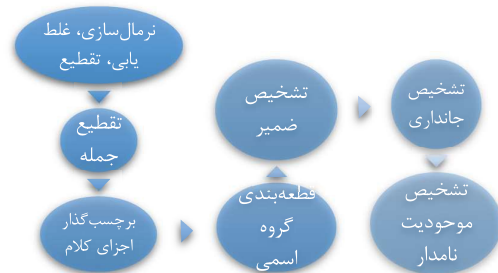 نرمال‌سازی، غلط
یابی، تقطیع
تقطیع
جمله
برچسب‌گذار
اجزای کلام
قطعه‌بندی
گروه
اسمی
تشخیص
ضمیر
تشخیص
جانداری
تشخیص
موجودیت
نامدار